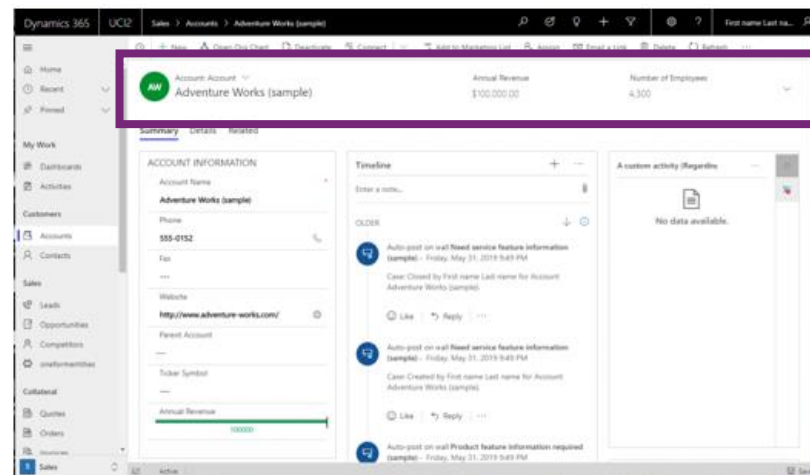 Dynamics 365
UCI2
Sales > Accounts > Adventure Works (sample)
First name Last na...
+ New
Open Org Chart
Deactivate
Connect
Add to Marketing List
Assign
Email a Link
Delete
Refresh
Home
Recent
Pinned
My Work
Dashboards
Activities
Customers
Accounts
Contacts
Sales
Leads
Opportunities
Competitors
oneformentities
Collateral
Quotes
Orders
Invoices
Sales
AW
Account: Account
Adventure Works (sample)
Annual Revenue
$100,000.00
Number of Employees
4,300
Summary
Details
Related
ACCOUNT INFORMATION
Account Name
*
Adventure Works (sample)
Phone
555-0152
Fax
---
Website
http://www.adventure-works.com/
Parent Account
---
Ticker Symbol
---
Annual Revenue
100000
Timeline
Enter a note...
OLDER
Auto-post on wall Need service feature information
(sample) - Friday, May 31, 2019 9:49 PM
Case: Closed by First name Last name for Account
Adventure Works (sample).
Like
Reply
Auto-post on wall Need service feature information
(sample) - Friday, May 31, 2019 9:49 PM
Case: Created by First name Last name for Account
Adventure Works (sample).
Like
Reply
Auto-post on wall Product feature information required
(sample) - Friday, May 31, 2019 9:49 PM
A custom activity (Regardin
No data available.
Active